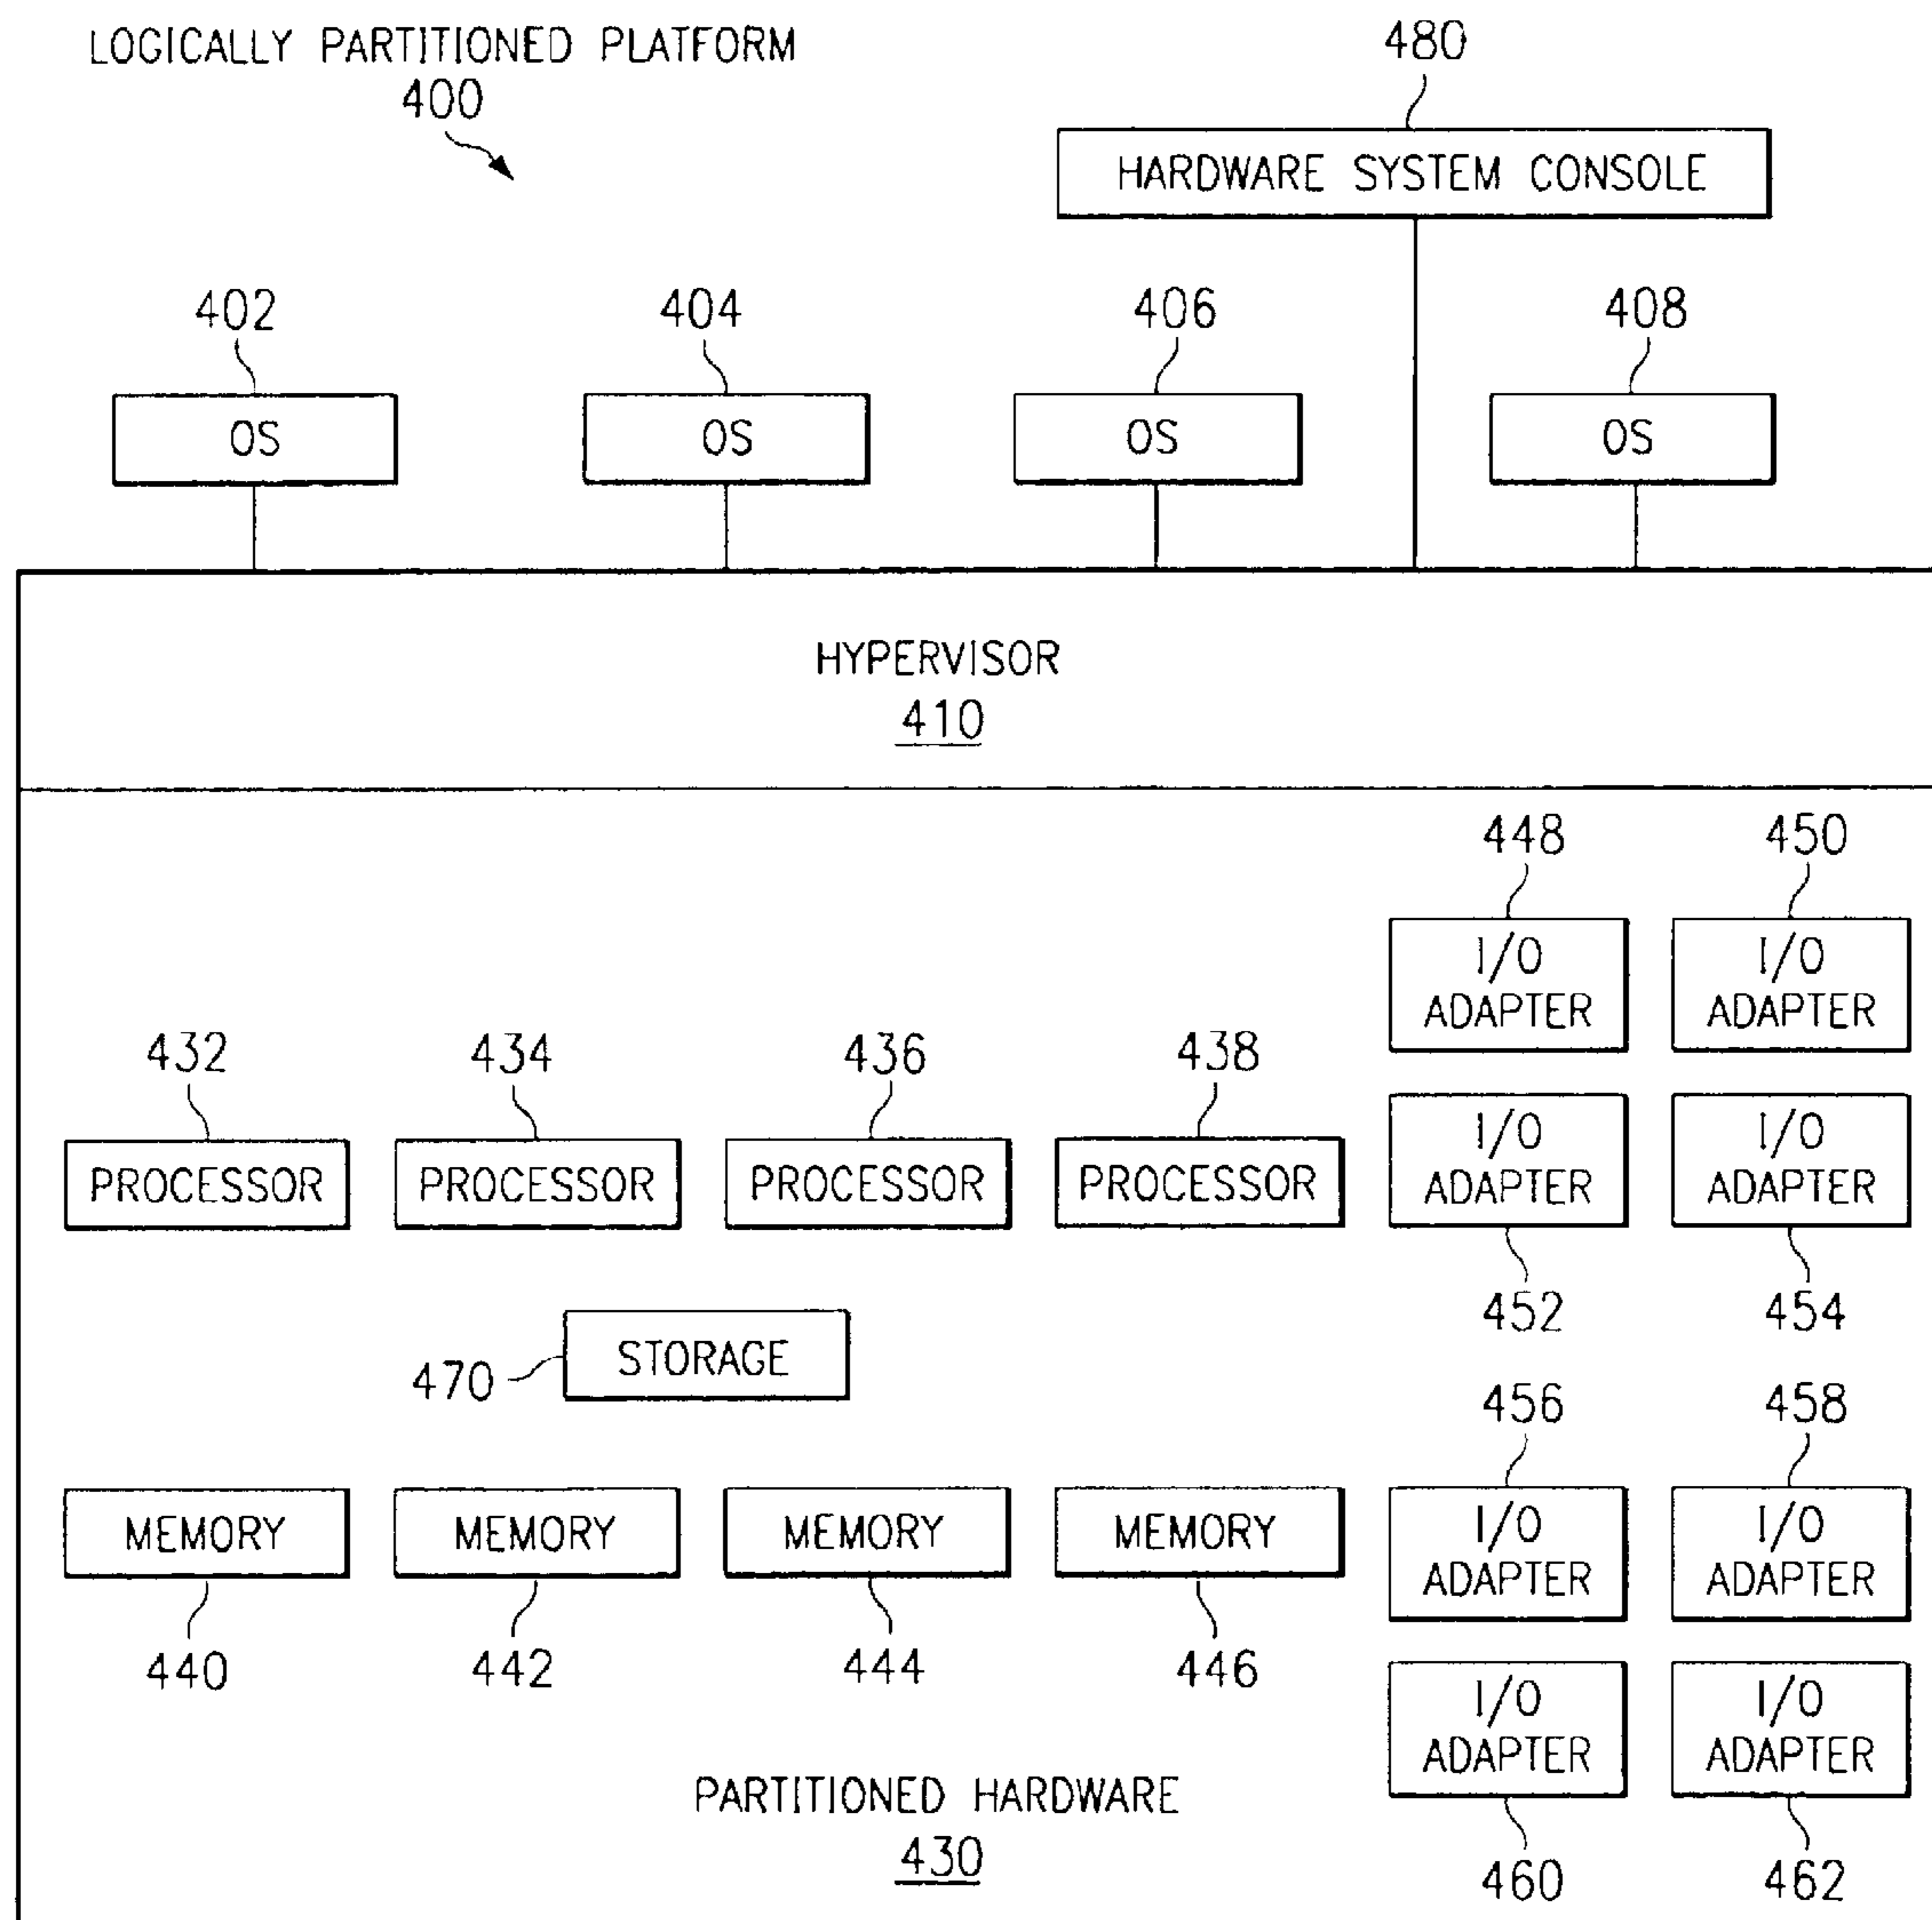 LOGICALLY PARTITIONED PLATFORM
400
480
HARDWARE SYSTEM CONSOLE
402 404 406 408
OS OS OS OS
HYPERVISOR
410
448 450
I/O ADAPTER I/O ADAPTER
432 434 436 438
PROCESSOR PROCESSOR PROCESSOR PROCESSOR
I/O ADAPTER I/O ADAPTER
452 454
470 STORAGE
456 458
MEMORY MEMORY MEMORY MEMORY
I/O ADAPTER I/O ADAPTER
440 442 444 446
I/O ADAPTER I/O ADAPTER
460 462
PARTITIONED HARDWARE
430